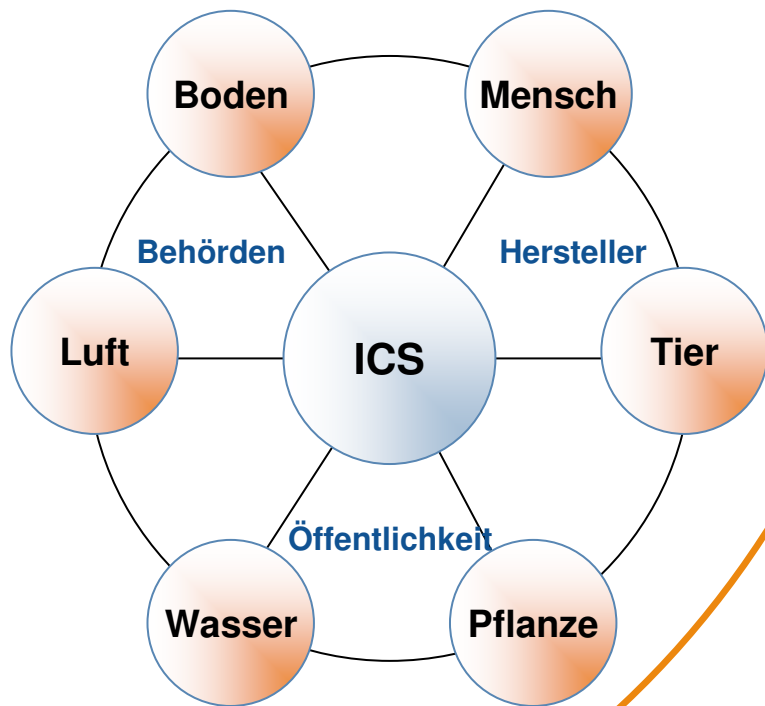 Boden
Mensch
Behörden
Hersteller
Luft
ICS
Tier
Öffentlichkeit
Wasser
Pflanze